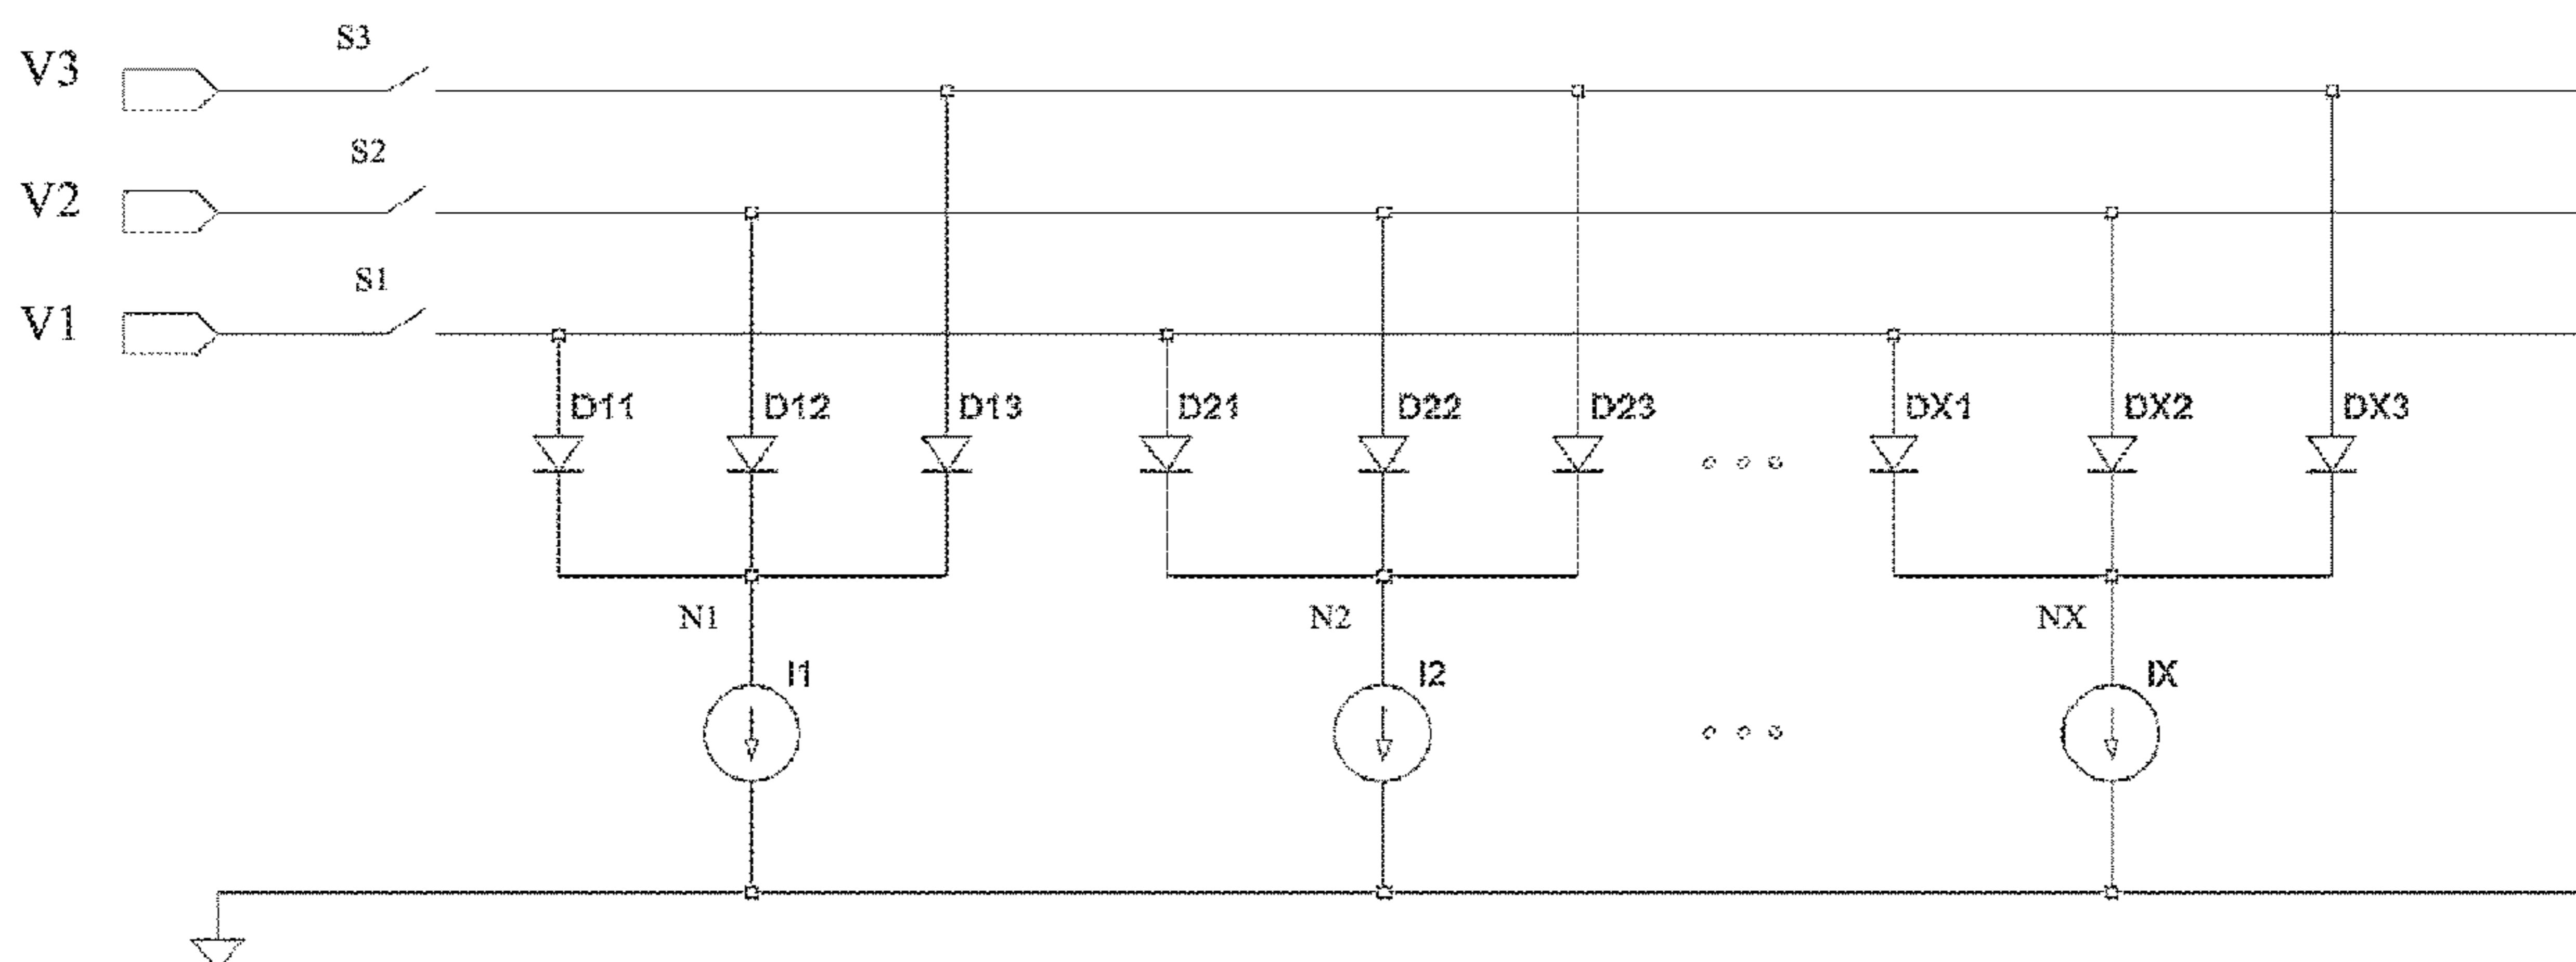 S3
V3
S2
V2
S1
V1
D11 D12 D13 D21 D22 D23 DX1 DX2 DX3
N1 N2 NX
I1 I2 IX